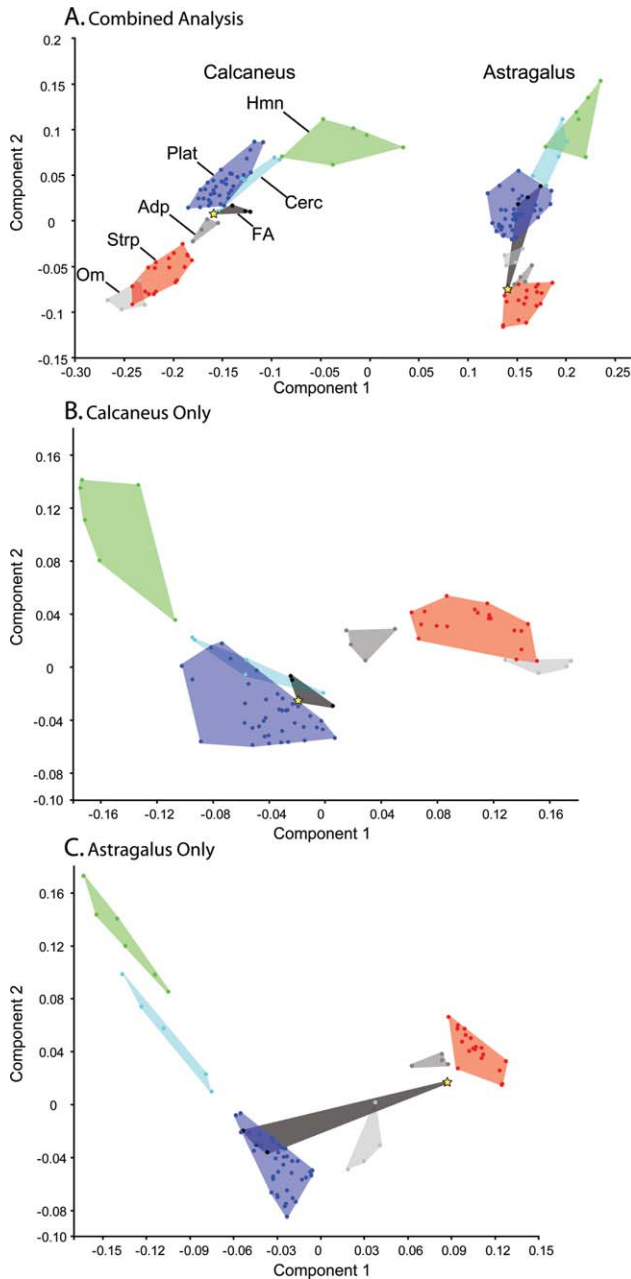 A. Combined Analysis
0.2
0.15
0.1
0.05
0
-0.05
-0.1
-0.15
Component 2
Calcaneus
Astragalus
Hmn
Plat
Cerc
Adp
FA
Strp
Om
-0.30 -0.25 -0.20 -0.15 -0.10 -0.05 0 0.05 0.1 0.15 0.2
Component 1
B. Calcaneus Only
0.16
0.12
0.08
0.04
0
-0.04
-0.08
-0.10
Component 2
-0.16 -0.12 -0.08 -0.04 0 0.04 0.08 0.12 0.16
Component 1
C. Astragalus Only
0.16
0.12
0.08
0.04
0
-0.04
-0.08
-0.10
Component 2
-0.15 -0.12 -0.09 -0.06 -0.03 0 0.03 0.06 0.09 0.12 0.15
Component 1